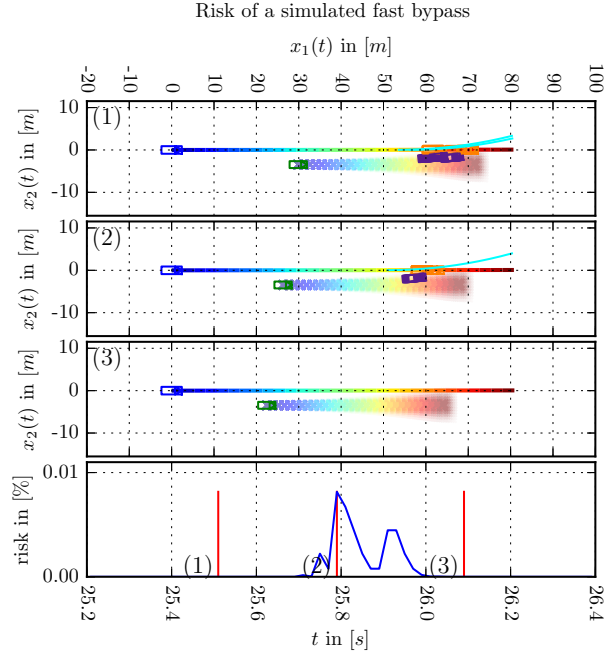 Risk of a simulated fast bypass
x₁(t) in [m]
-20 -10 0 10 20 30 40 50 60 70 80 90 100
(1)
x₂(t) in [m]
10
0
-10
(2)
x₂(t) in [m]
10
0
-10
(3)
x₂(t) in [m]
10
0
-10
risk in [%]
0.01
0.00
(1) (2) (3)
25.2 25.4 25.6 25.8 26.0 26.2 26.4
t in [s]